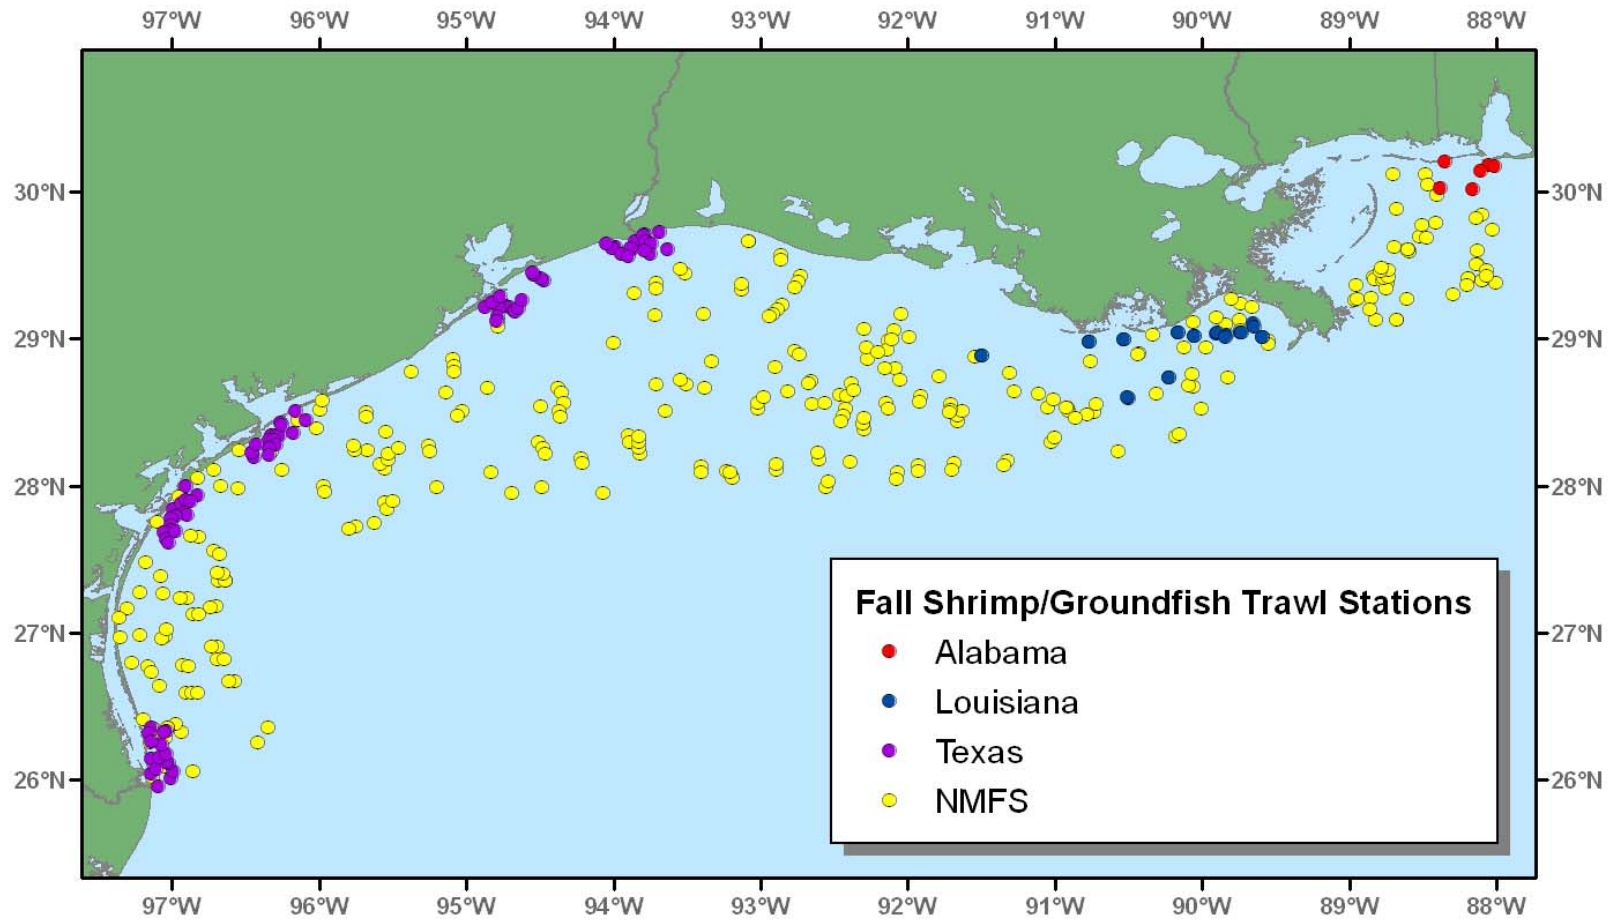 97°W 96°W 95°W 94°W 93°W 92°W 91°W 90°W 89°W 88°W
30°N 30°N
29°N 29°N
28°N 28°N
Fall Shrimp/Groundfish Trawl Stations
27°N 27°N
Alabama
Louisiana
Texas
26°N 26°N
NMFS
97°W 96°W 95°W 94°W 93°W 92°W 91°W 90°W 89°W 88°W